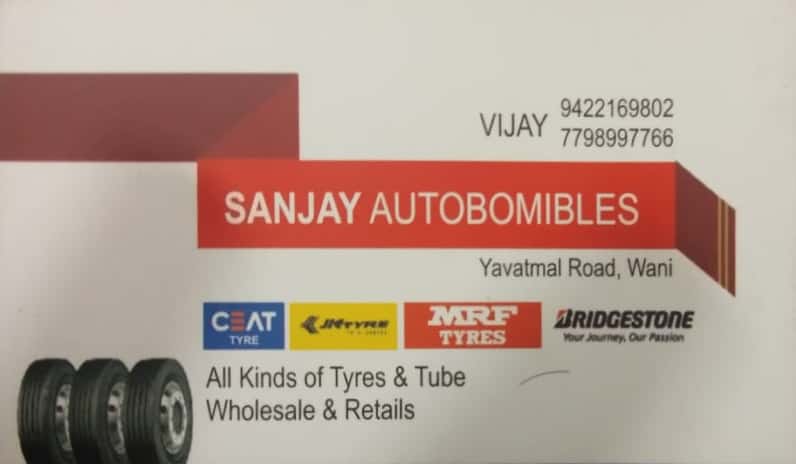 VIJAY 9422169802
7798997766
SANJAY AUTOBOMIBLES
Yavatmal Road, Wani
CEAT
TYRE
JK TYRE
MRF
TYRES
BRIDGESTONE
Your Journey, Our Passion
All Kinds of Tyres & Tube
Wholesale & Retails